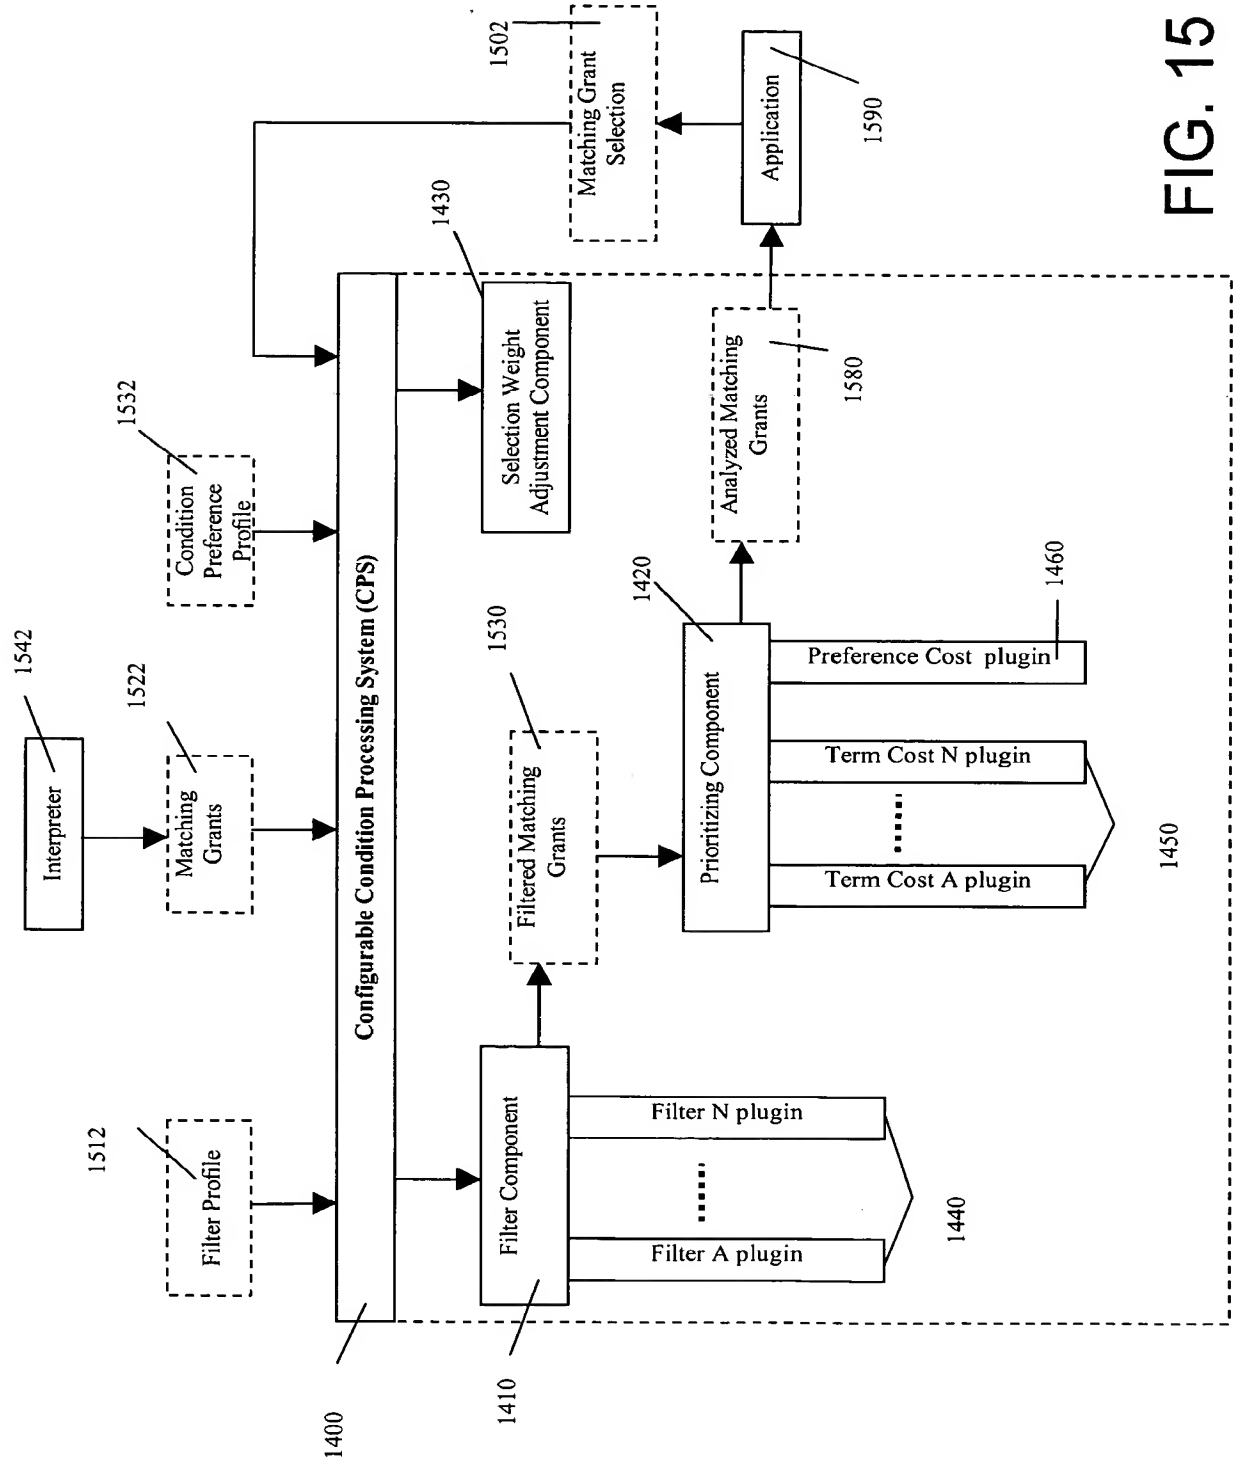 1542
Interpreter
1512
Filter Profile
1522
Matching
Grants
1532
Condition
Preference
Profile
1502
Matching Grant
Selection
1400
Configurable Condition Processing System (CPS)
1410
Filter Component
Filter A plugin
Filter N plugin
1440
1530
Filtered Matching
Grants
1420
Prioritizing Component
Term Cost A plugin
Term Cost N plugin
Preference Cost plugin
1450
1460
1430
Selection Weight
Adjustment Component
Analyzed Matching
Grants
1580
Application
1590
FIG. 15